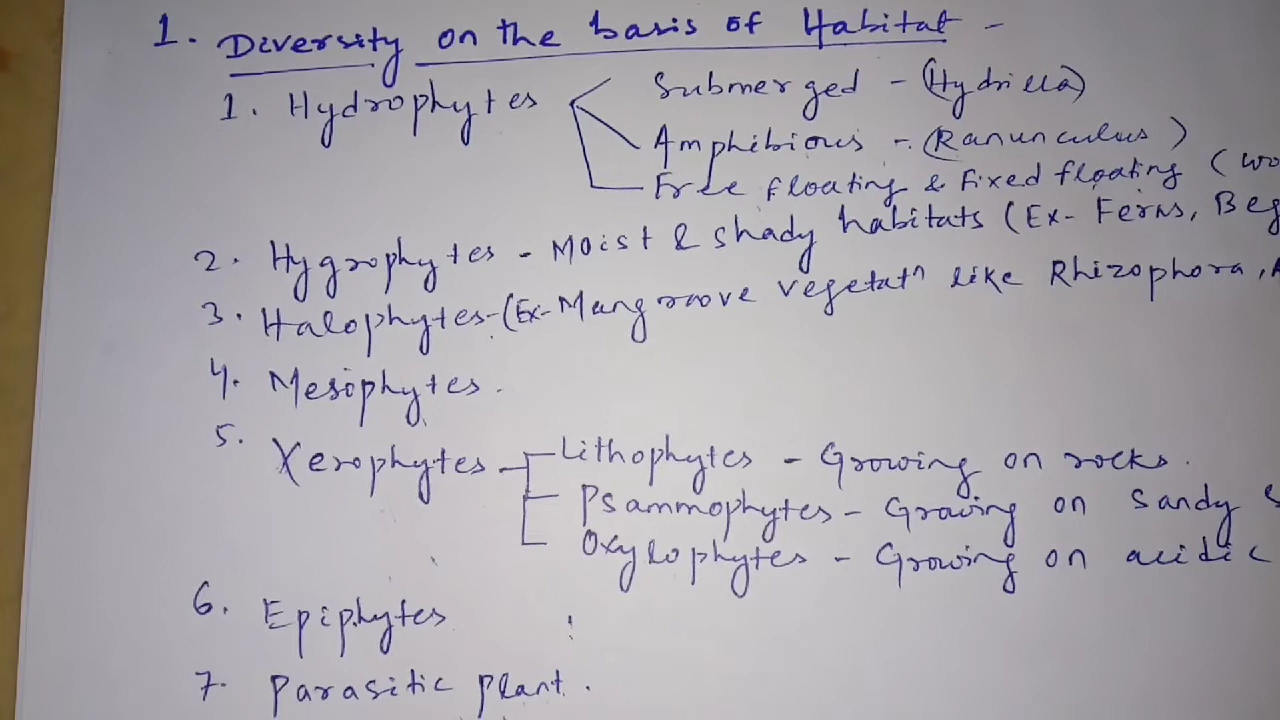 1. Diversity on the basis of Habitat -
1. Hydrophytes
Submerged - (Hydrilla)
Amphibious - (Ranunculus)
Free floating & Fixed floating (
2. Hygrophytes - Moist & shady habitats (Ex- Ferns,
3. Halophytes - (Ex- Mangroove vegetatn like Rhizophora,
4. Mesophytes.
5. Xerophytes
Lithophytes - Growing on rocks.
Psammophytes - Growing on Sandy
Oxylophytes - Growing on acidic
6. Epiphytes
7. Parasitic plant.